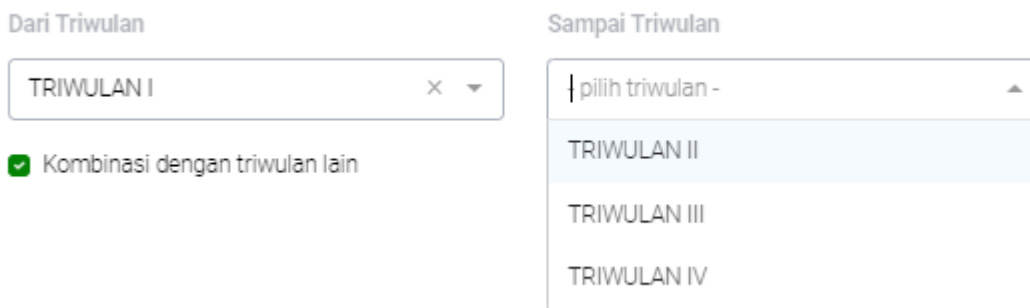 Dari Triwulan
Sampai Triwulan
TRIWULAN I
- pilih triwulan -
Kombinasi dengan triwulan lain
TRIWULAN II
TRIWULAN III
TRIWULAN IV